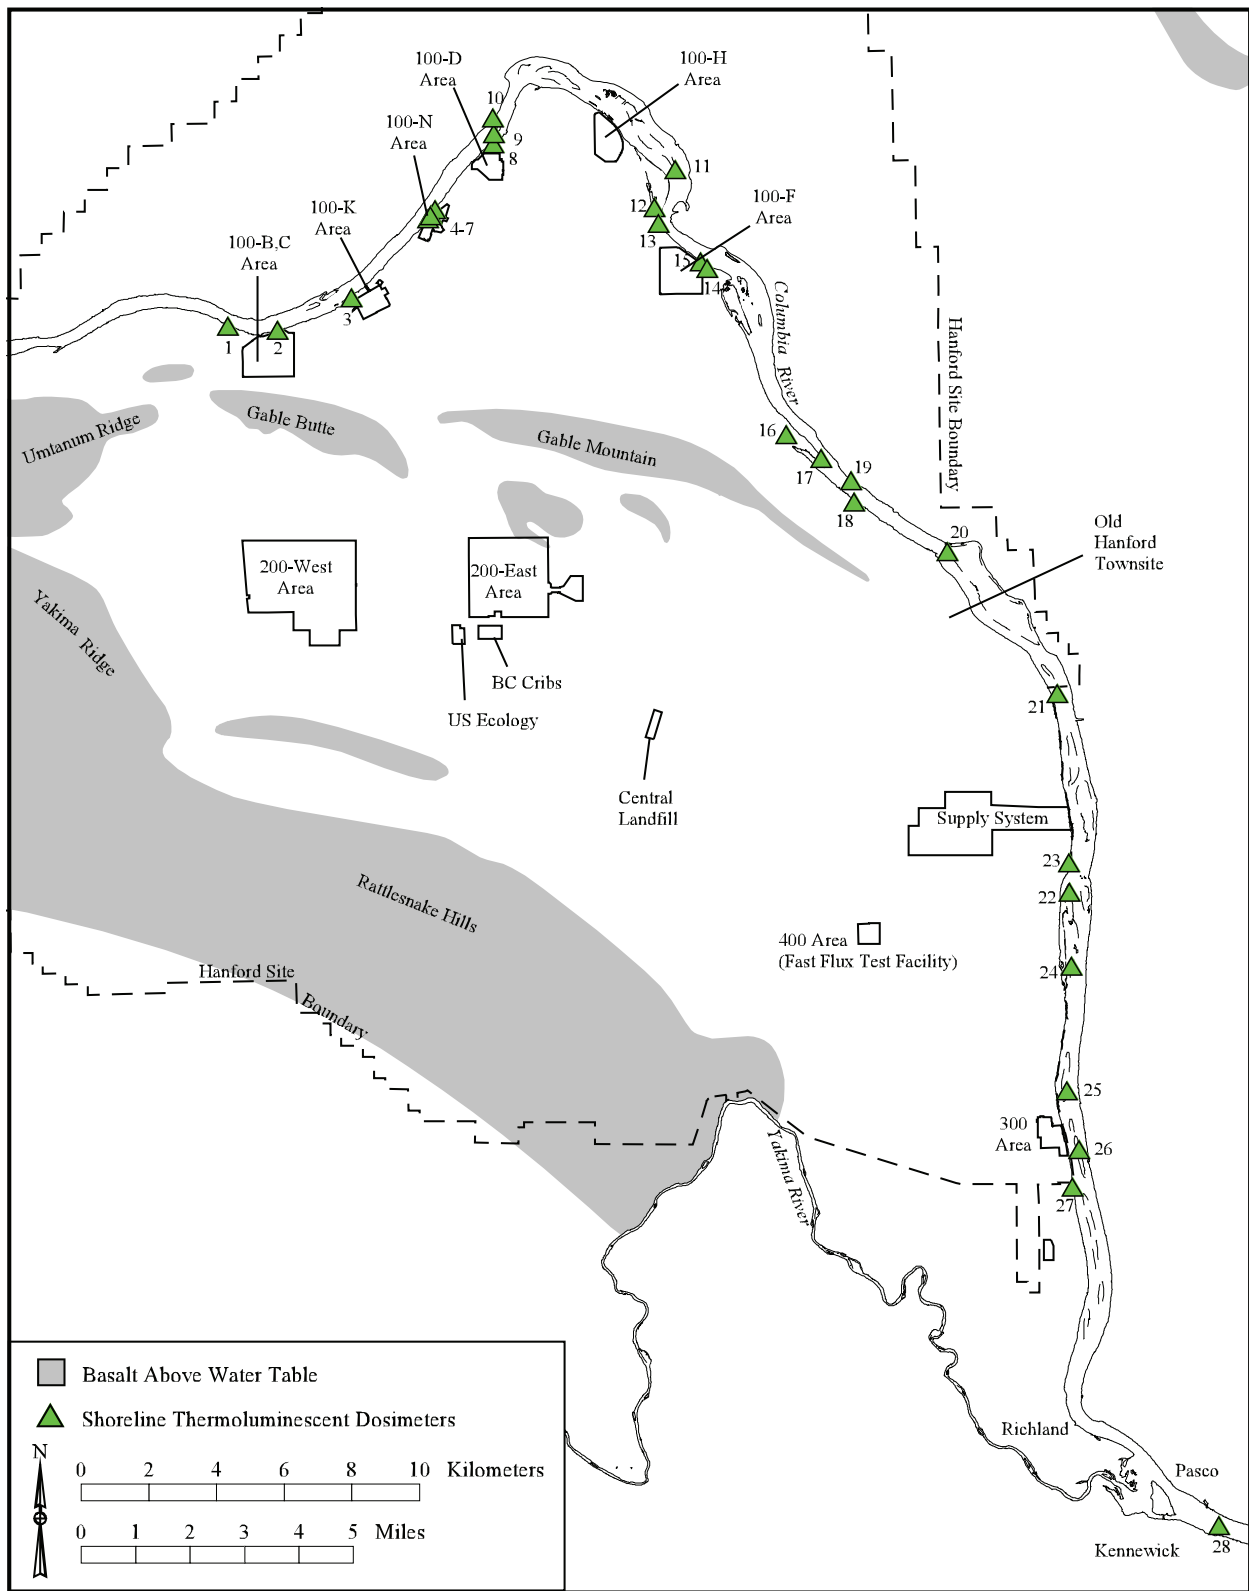 100-D
Area
100-H
Area
10
100-N
Area
9
8
11
100-K
Area
12
100-F
Area
4-7
13
100-B,C
Area
15
14
3
1
2
Columbia River
Hanford Site Boundary
Umtanum Ridge
Gable Butte
Gable Mountain
16
17
19
18
20
Old
Hanford
Townsite
200-West
Area
200-East
Area
Yakima Ridge
BC Cribs
US Ecology
21
Central
Landfill
Supply System
23
22
Rattlesnake Hills
400 Area
(Fast Flux Test Facility)
24
Hanford Site
Boundary
25
300
Area
26
Yakima River
27
Basalt Above Water Table
Shoreline Thermoluminescent Dosimeters
N
0 2 4 6 8 10 Kilometers
0 1 2 3 4 5 Miles
Richland
Pasco
Kennewick
28